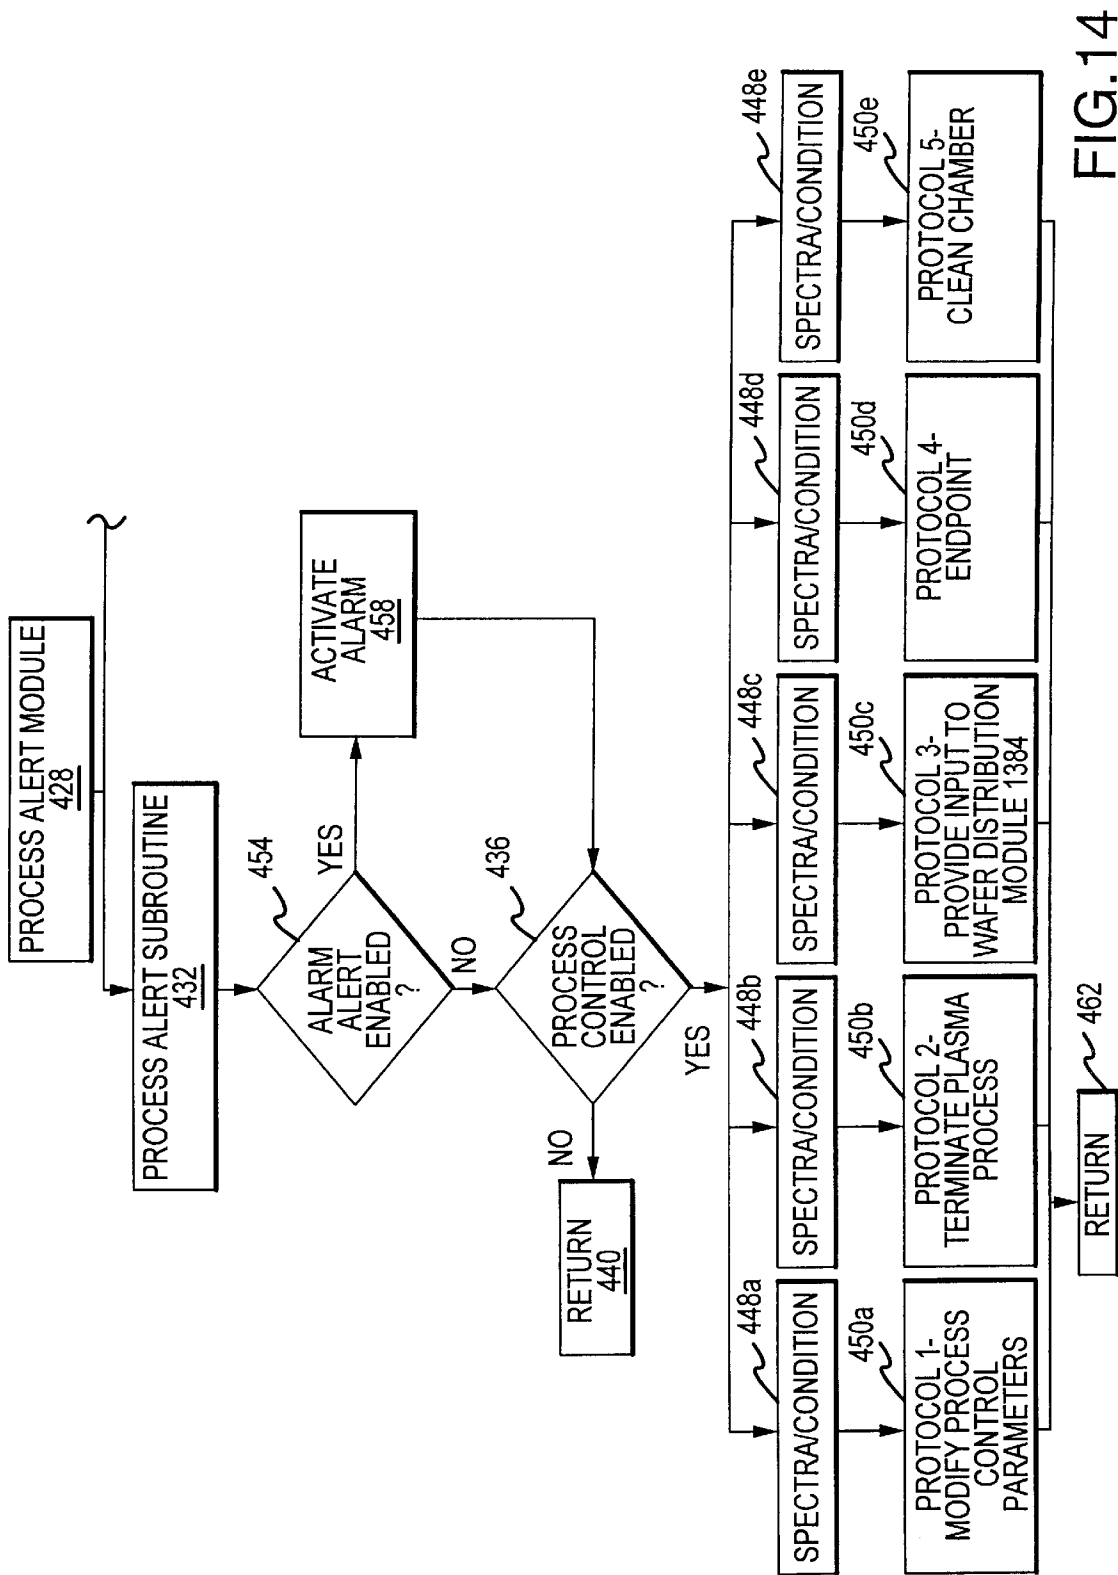 PROCESS ALERT MODULE
428
PROCESS ALERT SUBROUTINE
432
454
ALARM
ALERT
ENABLED
?
YES
NO
ACTIVATE
ALARM
458
436
PROCESS
CONTROL
ENABLED
?
NO
YES
RETURN
440
448a
SPECTRA/CONDITION
448b
SPECTRA/CONDITION
448c
SPECTRA/CONDITION
448d
SPECTRA/CONDITION
448e
SPECTRA/CONDITION
450a
PROTOCOL 1-
MODIFY PROCESS
CONTROL
PARAMETERS
450b
PROTOCOL 2-
TERMINATE PLASMA
PROCESS
450c
PROTOCOL 3-
PROVIDE INPUT TO
WAFER DISTRIBUTION
MODULE 1384
450d
PROTOCOL 4-
ENDPOINT
450e
PROTOCOL 5-
CLEAN CHAMBER
RETURN
462
FIG.14